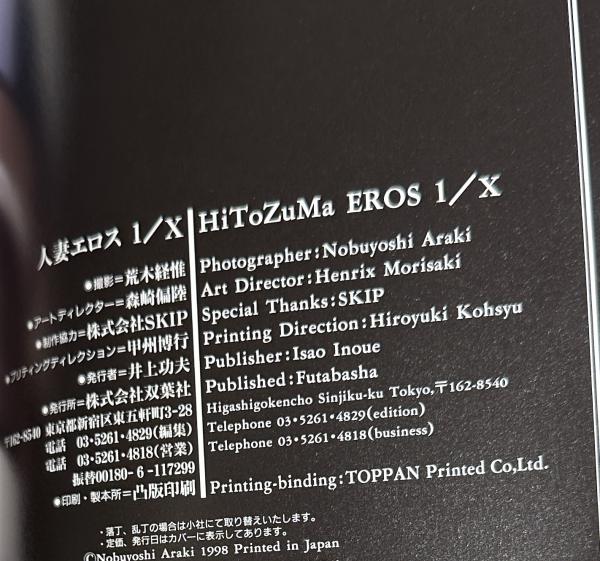 人妻エロス 1/X
●撮影=荒木経惟
●アートディレクター=森崎偏陸
●制作協力=株式会社SKIP
●プリティングディレクション=甲州博行
●発行者=井上功夫
●発行所=株式会社双葉社
〒162-8540 東京都新宿区東五軒町3-28
電話 03・5261・4829(編集)
電話 03・5261・4818(営業)
振替00180-6-117299
●印刷・製本所=凸版印刷
HiToZuMa EROS 1/X
Photographer:Nobuyoshi Araki
Art Director:Henrix Morisaki
Special Thanks:SKIP
Printing Direction:Hiroyuki Kohsyu
Publisher:Isao Inoue
Published:Futabasha
Higashigokencho Sinjiku-ku Tokyo,〒162-8540
Telephone 03・5261・4829(edition)
Telephone 03・5261・4818(business)
Printing-binding:TOPPAN Printed Co,Ltd.
・落丁、乱丁の場合は小社にて取り替えいたします。
・定価、発行日はカバーに表示してあります。
©Nobuyoshi Araki 1998 Printed in Japan